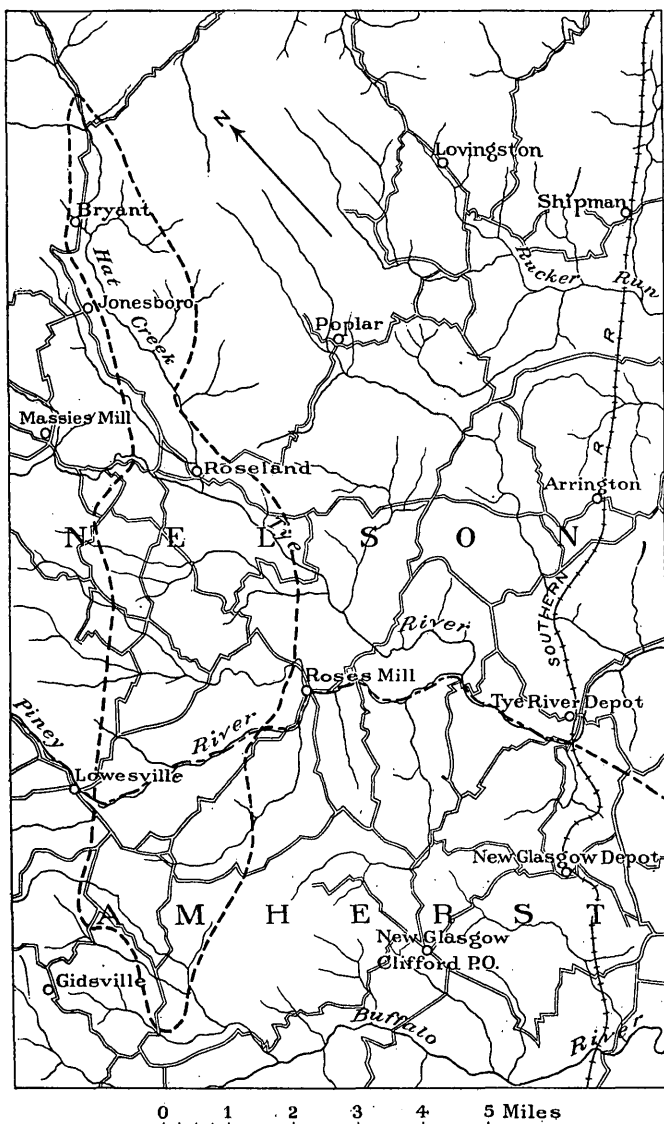 N
Lovingston
Shipman
Bryant
Hat
Creek
Rucker
Run
Jonesboro
Poplar
R
R
Massies Mill
Roseland
Arrington
NELSON
Tye
River
SOUTHERN
Roses Mill
Tye River Depot
Piney
River
Lowesville
New Glasgow Depot
AMHERST
New Glasgow
Clifford P.O.
Gidsville
Buffalo
River
0 1 2 3 4 5 Miles